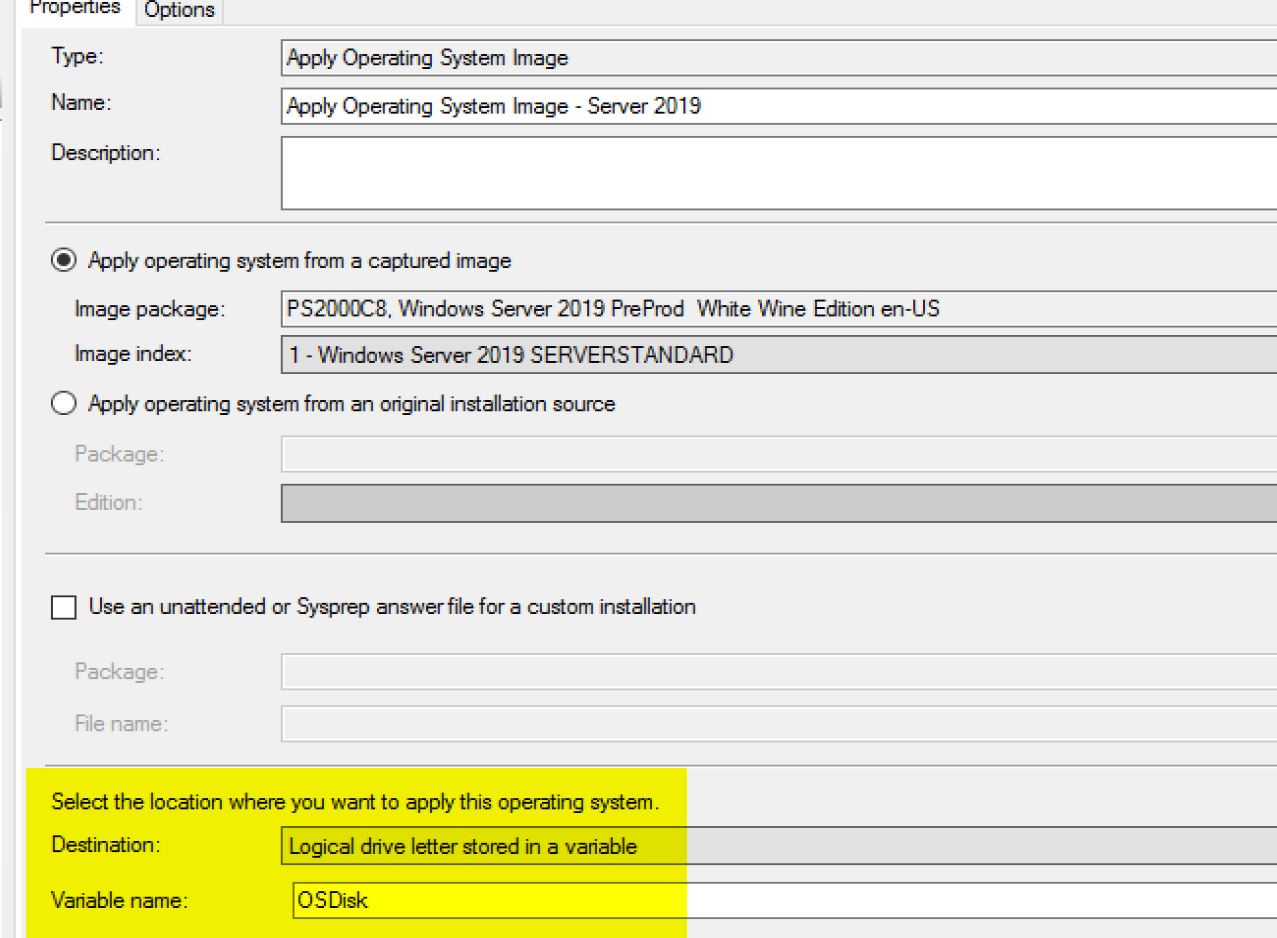 Properties Options
Type: Apply Operating System Image
Name: Apply Operating System Image - Server 2019
Description:
Apply operating system from a captured image
Image package: PS2000C8, Windows Server 2019 PreProd  White Wine Edition en-US
Image index: 1 - Windows Server 2019 SERVERSTANDARD
Apply operating system from an original installation source
Package:
Edition:
Use an unattended or Sysprep answer file for a custom installation
Package:
File name:
Select the location where you want to apply this operating system.
Destination: Logical drive letter stored in a variable
Variable name: OSDisk